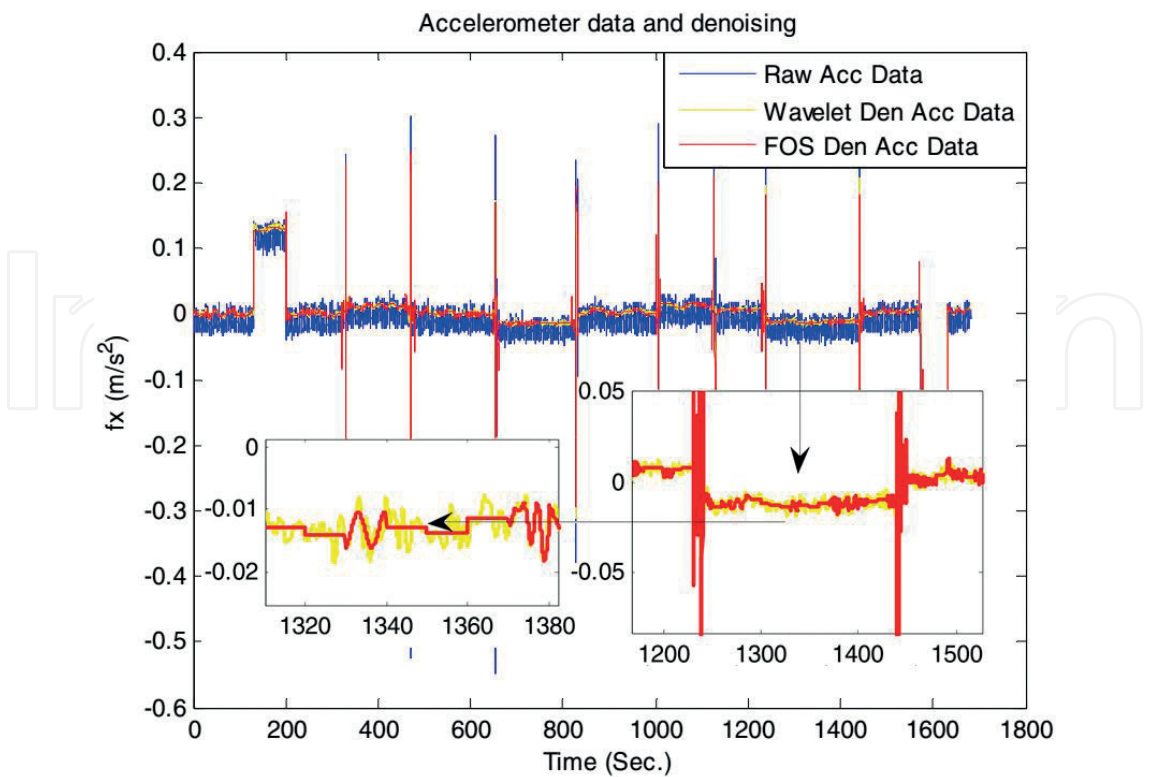 Accelerometer data and denoising
0.4
0.3
0.2
0.1
0
-0.1
-0.2
-0.3
-0.4
-0.5
-0.6
fx (m/s²)
Raw Acc Data
Wavelet Den Acc Data
FOS Den Acc Data
0
-0.01
-0.02
1320 1340 1360 1380
0.05
0
-0.05
1200 1300 1400 1500
0 200 400 600 800 1000 1200 1400 1600 1800
Time (Sec.)